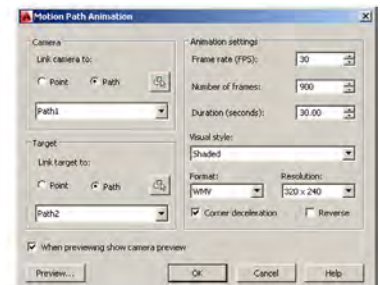 Motion Path Animation
Camera
Link camera to:
Point Path
Path1
Target
Link target to:
Point Path
Path2
Animation settings
Frame rate (FPS): 30
Number of frames: 900
Duration (seconds): 30.00
Visual style:
Shaded
Format: Resolution:
WMV 320 x 240
Corner deceleration Reverse
When previewing show camera preview
Preview... OK Cancel Help